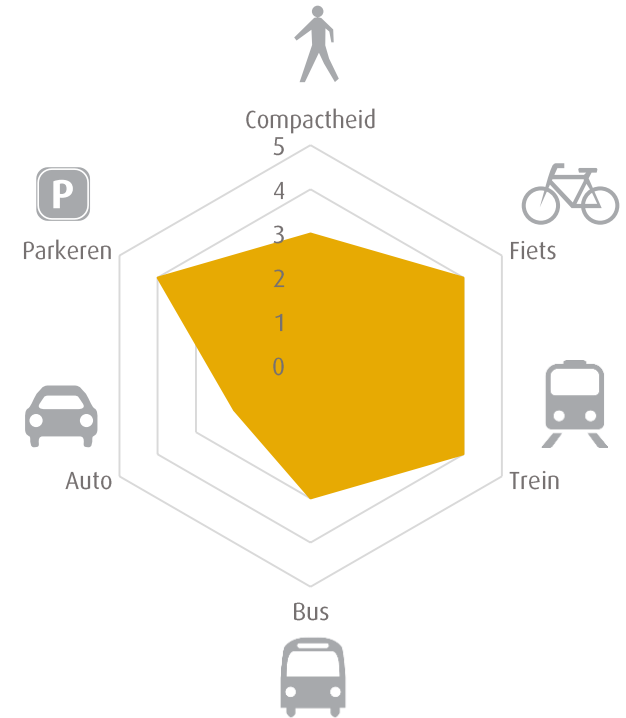 Compactheid
5
P
4
Parkeren
Fiets
3
2
1
0
Auto
Trein
Bus